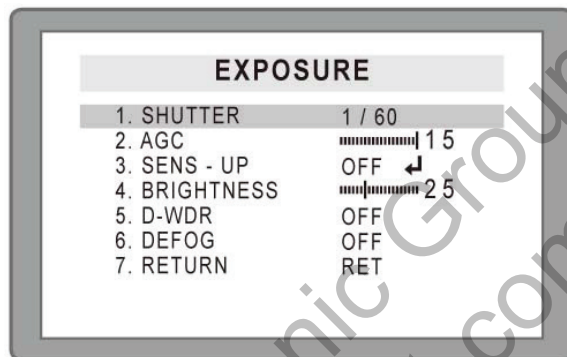 EXPOSURE
1. SHUTTER 1 / 60
2. AGC 15
3. SENS - UP OFF ↵
4. BRIGHTNESS 25
5. D-WDR OFF
6. DEFOG OFF
7. RETURN RET